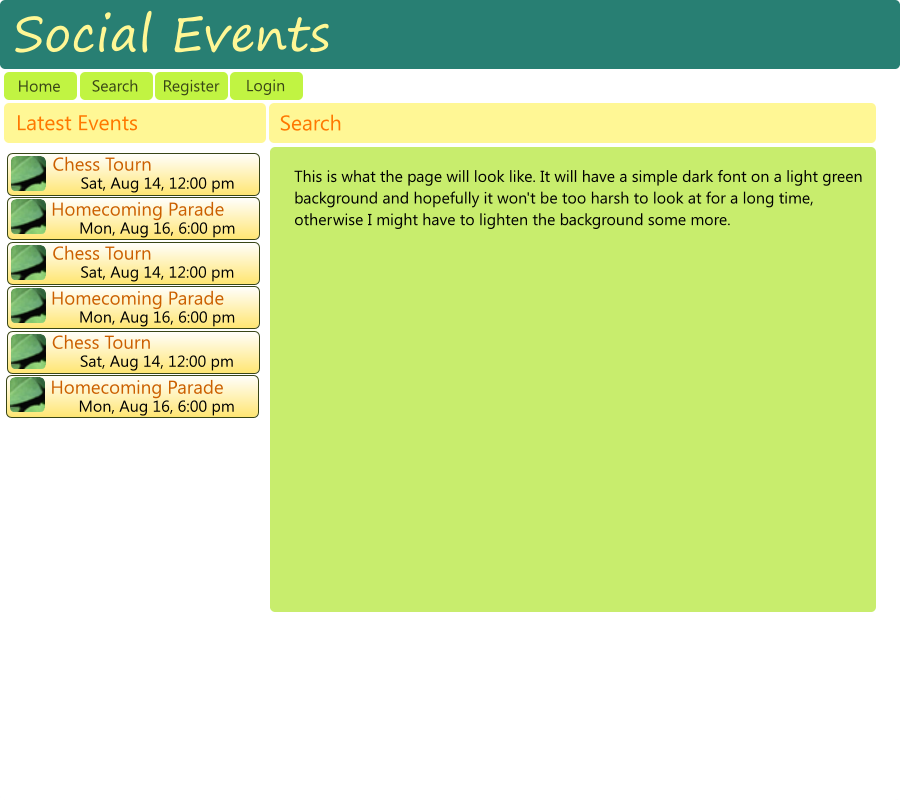 Social Events
Home Search Register Login
Latest Events
Chess Tourn
Sat, Aug 14, 12:00 pm
Homecoming Parade
Mon, Aug 16, 6:00 pm
Chess Tourn
Sat, Aug 14, 12:00 pm
Homecoming Parade
Mon, Aug 16, 6:00 pm
Chess Tourn
Sat, Aug 14, 12:00 pm
Homecoming Parade
Mon, Aug 16, 6:00 pm
Search
This is what the page will look like. It will have a simple dark font on a light green
background and hopefully it won't be too harsh to look at for a long time,
otherwise I might have to lighten the background some more.